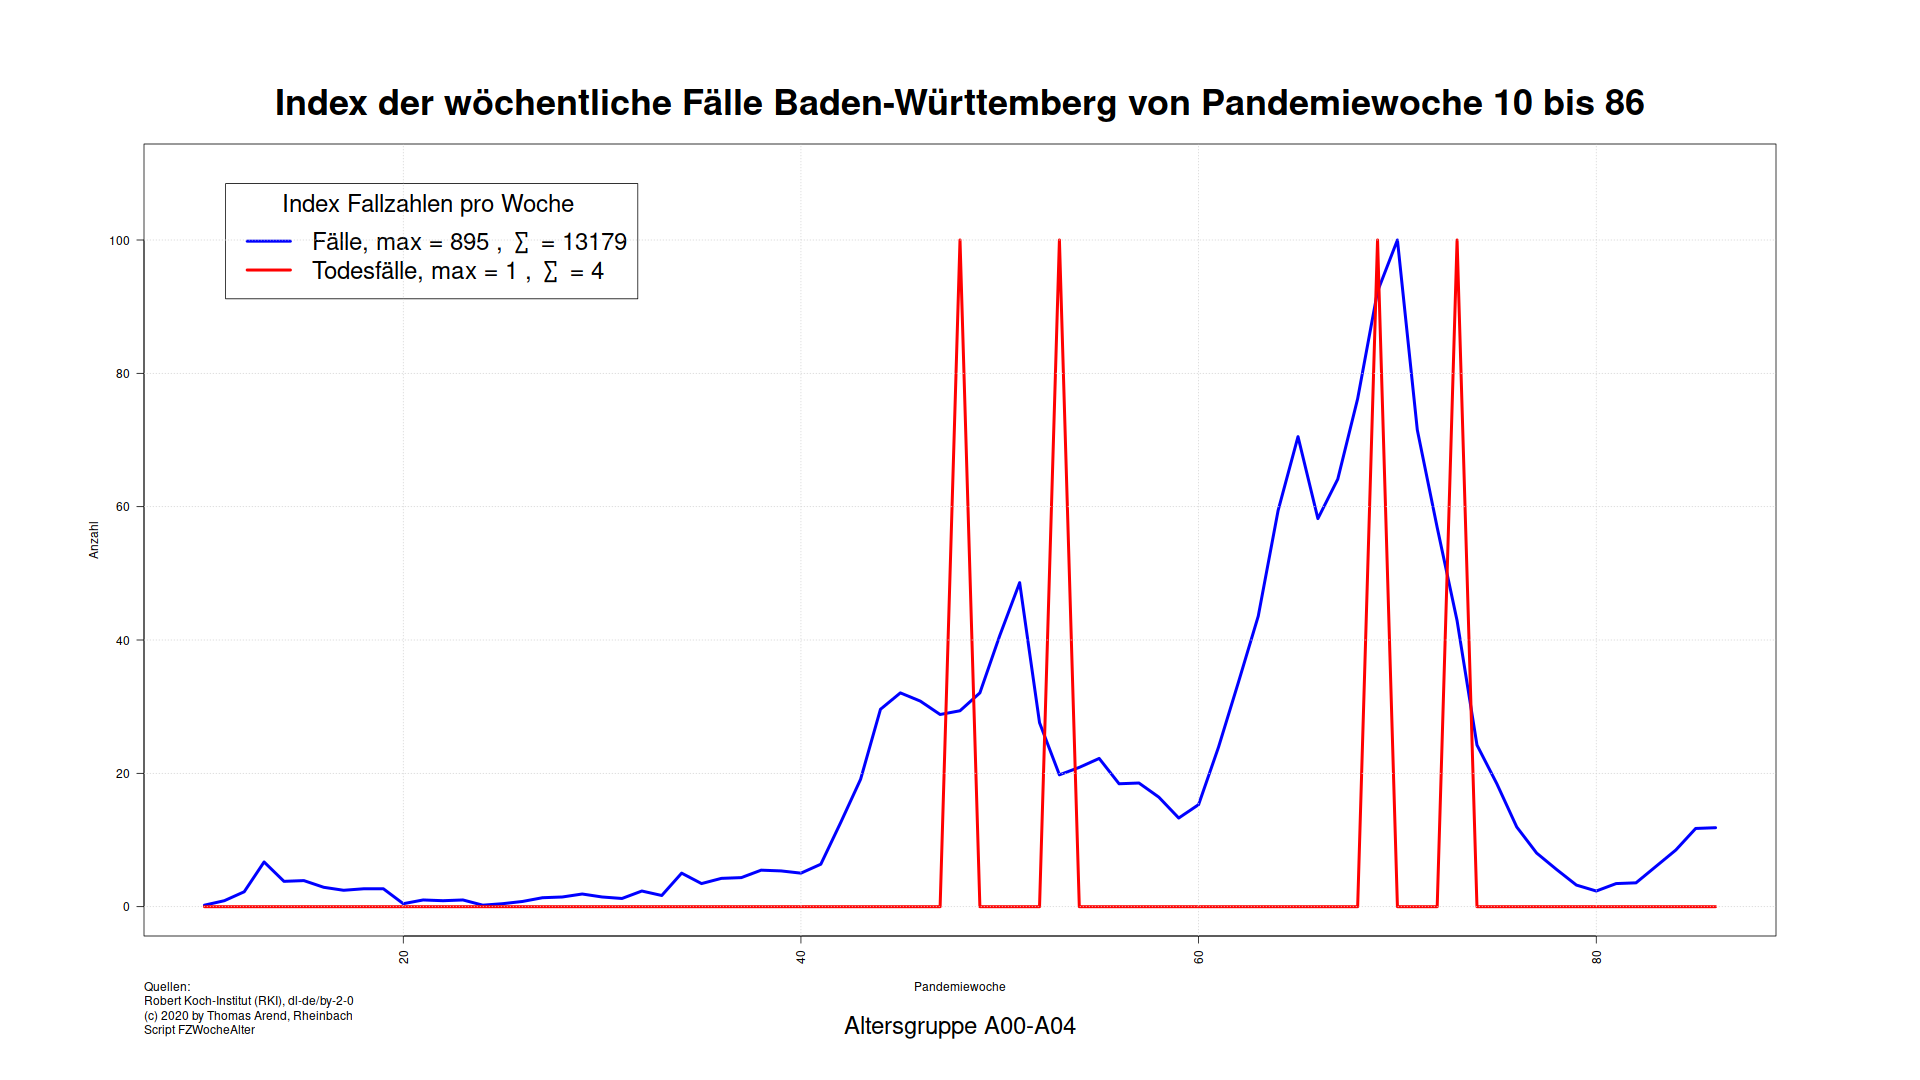 Index der wöchentliche Fälle Baden-Württemberg von Pandemiewoche 10 bis 86
Index Fallzahlen pro Woche
Fälle, max = 895 , ∑ = 13179
Todesfälle, max = 1 , ∑ = 4
100
80
60
40
20
0
Anzahl
20
40
60
80
Pandemiewoche
Quellen:
Robert Koch-Institut (RKI), dl-de/by-2-0
(c) 2020 by Thomas Arend, Rheinbach
Script FZWocheAlter
Altersgruppe A00-A04